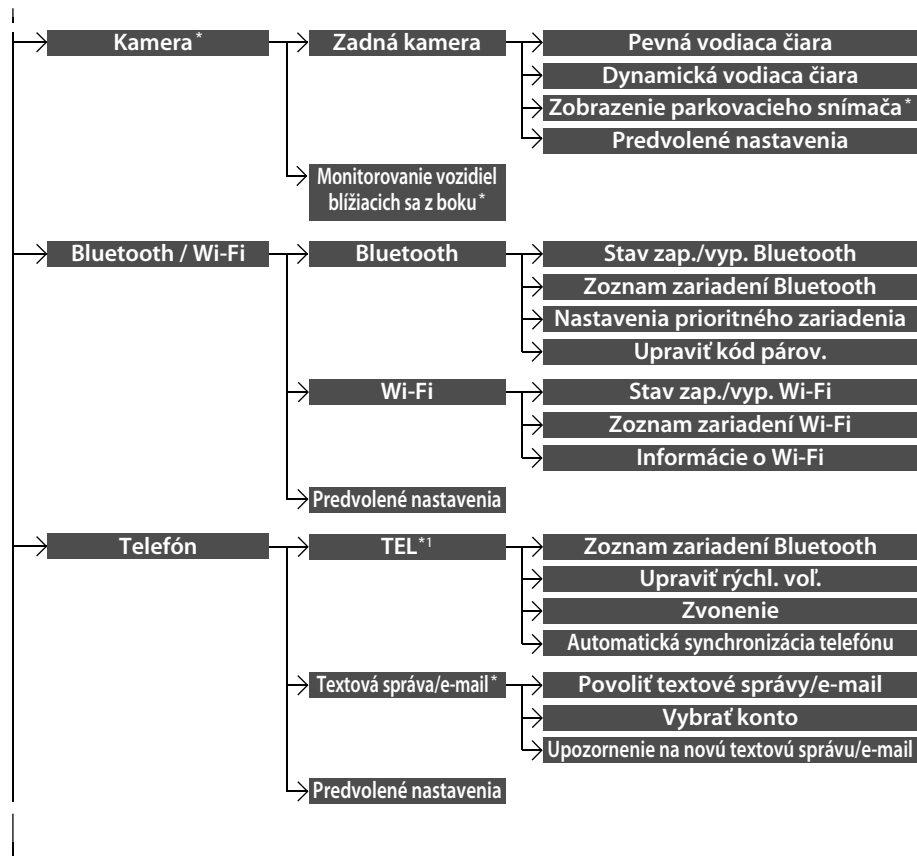 Kamera*
Zadná kamera
Pevná vodiaca čiara
Dynamická vodiaca čiara
Zobrazenie parkovacieho snímača*
Predvolené nastavenia
Monitorovanie vozidiel
blížiacich sa z boku*
Bluetooth / Wi-Fi
Bluetooth
Stav zap./vyp. Bluetooth
Zoznam zariadení Bluetooth
Nastavenia prioritného zariadenia
Upraviť kód párov.
Wi-Fi
Stav zap./vyp. Wi-Fi
Zoznam zariadení Wi-Fi
Informácie o Wi-Fi
Predvolené nastavenia
Telefón
TEL*1
Zoznam zariadení Bluetooth
Upraviť rýchl. voľ.
Zvonenie
Automatická synchronizácia telefónu
Textová správa/e-mail*
Povoliť textové správy/e-mail
Vybrať konto
Upozornenie na novú textovú správu/e-mail
Predvolené nastavenia